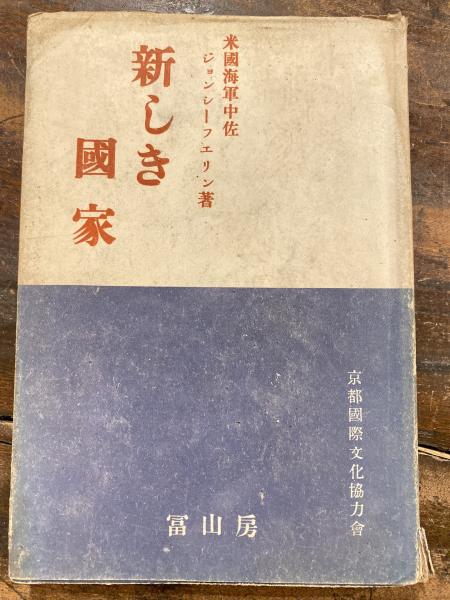 米國海軍中佐
ジョンシーフエリン著
新しき
國家
京都國際文化協力會
冨山房